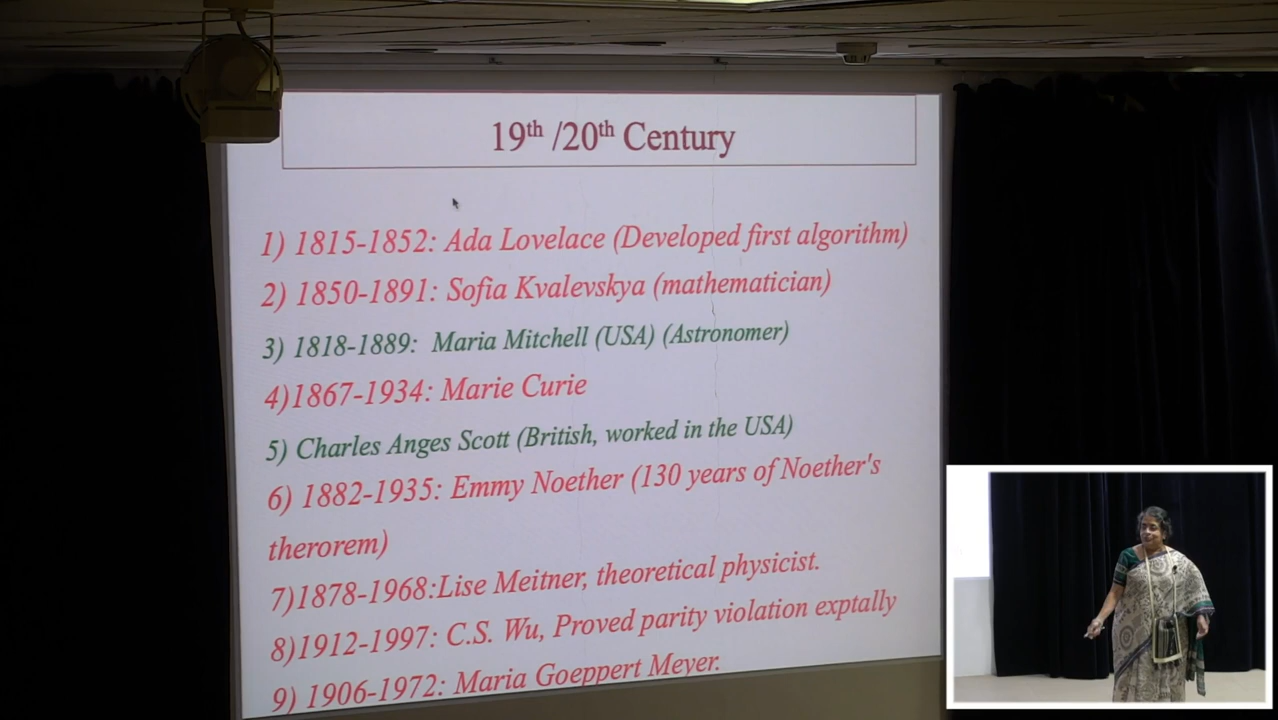 19th /20th Century
1) 1815-1852: Ada Lovelace (Developed first algorithm)
2) 1850-1891: Sofia Kvalevskya (mathematician)
3) 1818-1889: Maria Mitchell (USA) (Astronomer)
4)1867-1934: Marie Curie
5) Charles Anges Scott (British, worked in the USA)
6) 1882-1935: Emmy Noether (130 years of Noether's
therorem)
7)1878-1968:Lise Meitner, theoretical physicist.
8)1912-1997: C.S. Wu, Proved parity violation exptally
9) 1906-1972: Maria Goeppert Meyer.